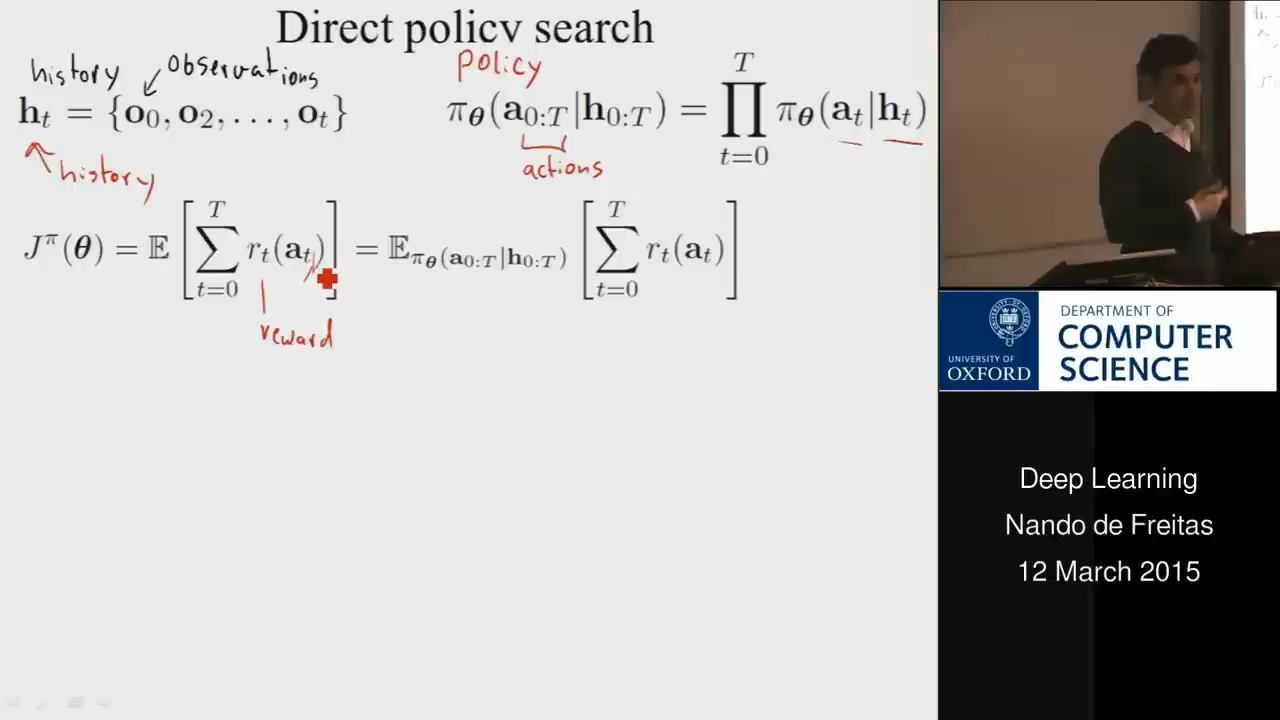 Direct policy search
history
observations
policy
h_t = {o_0, o_2, ..., o_t}
π_θ(a_{0:T}|h_{0:T}) = ∏_{t=0}^{T} π_θ(a_t|h_t)
history
actions
J^π(θ) = 𝔼 [∑_{t=0}^{T} r_t(a_t)] = 𝔼_{π_θ(a_{0:T}|h_{0:T})} [∑_{t=0}^{T} r_t(a_t)]
reward
UNIVERSITY OF
OXFORD
DEPARTMENT OF
COMPUTER
SCIENCE
Deep Learning
Nando de Freitas
12 March 2015